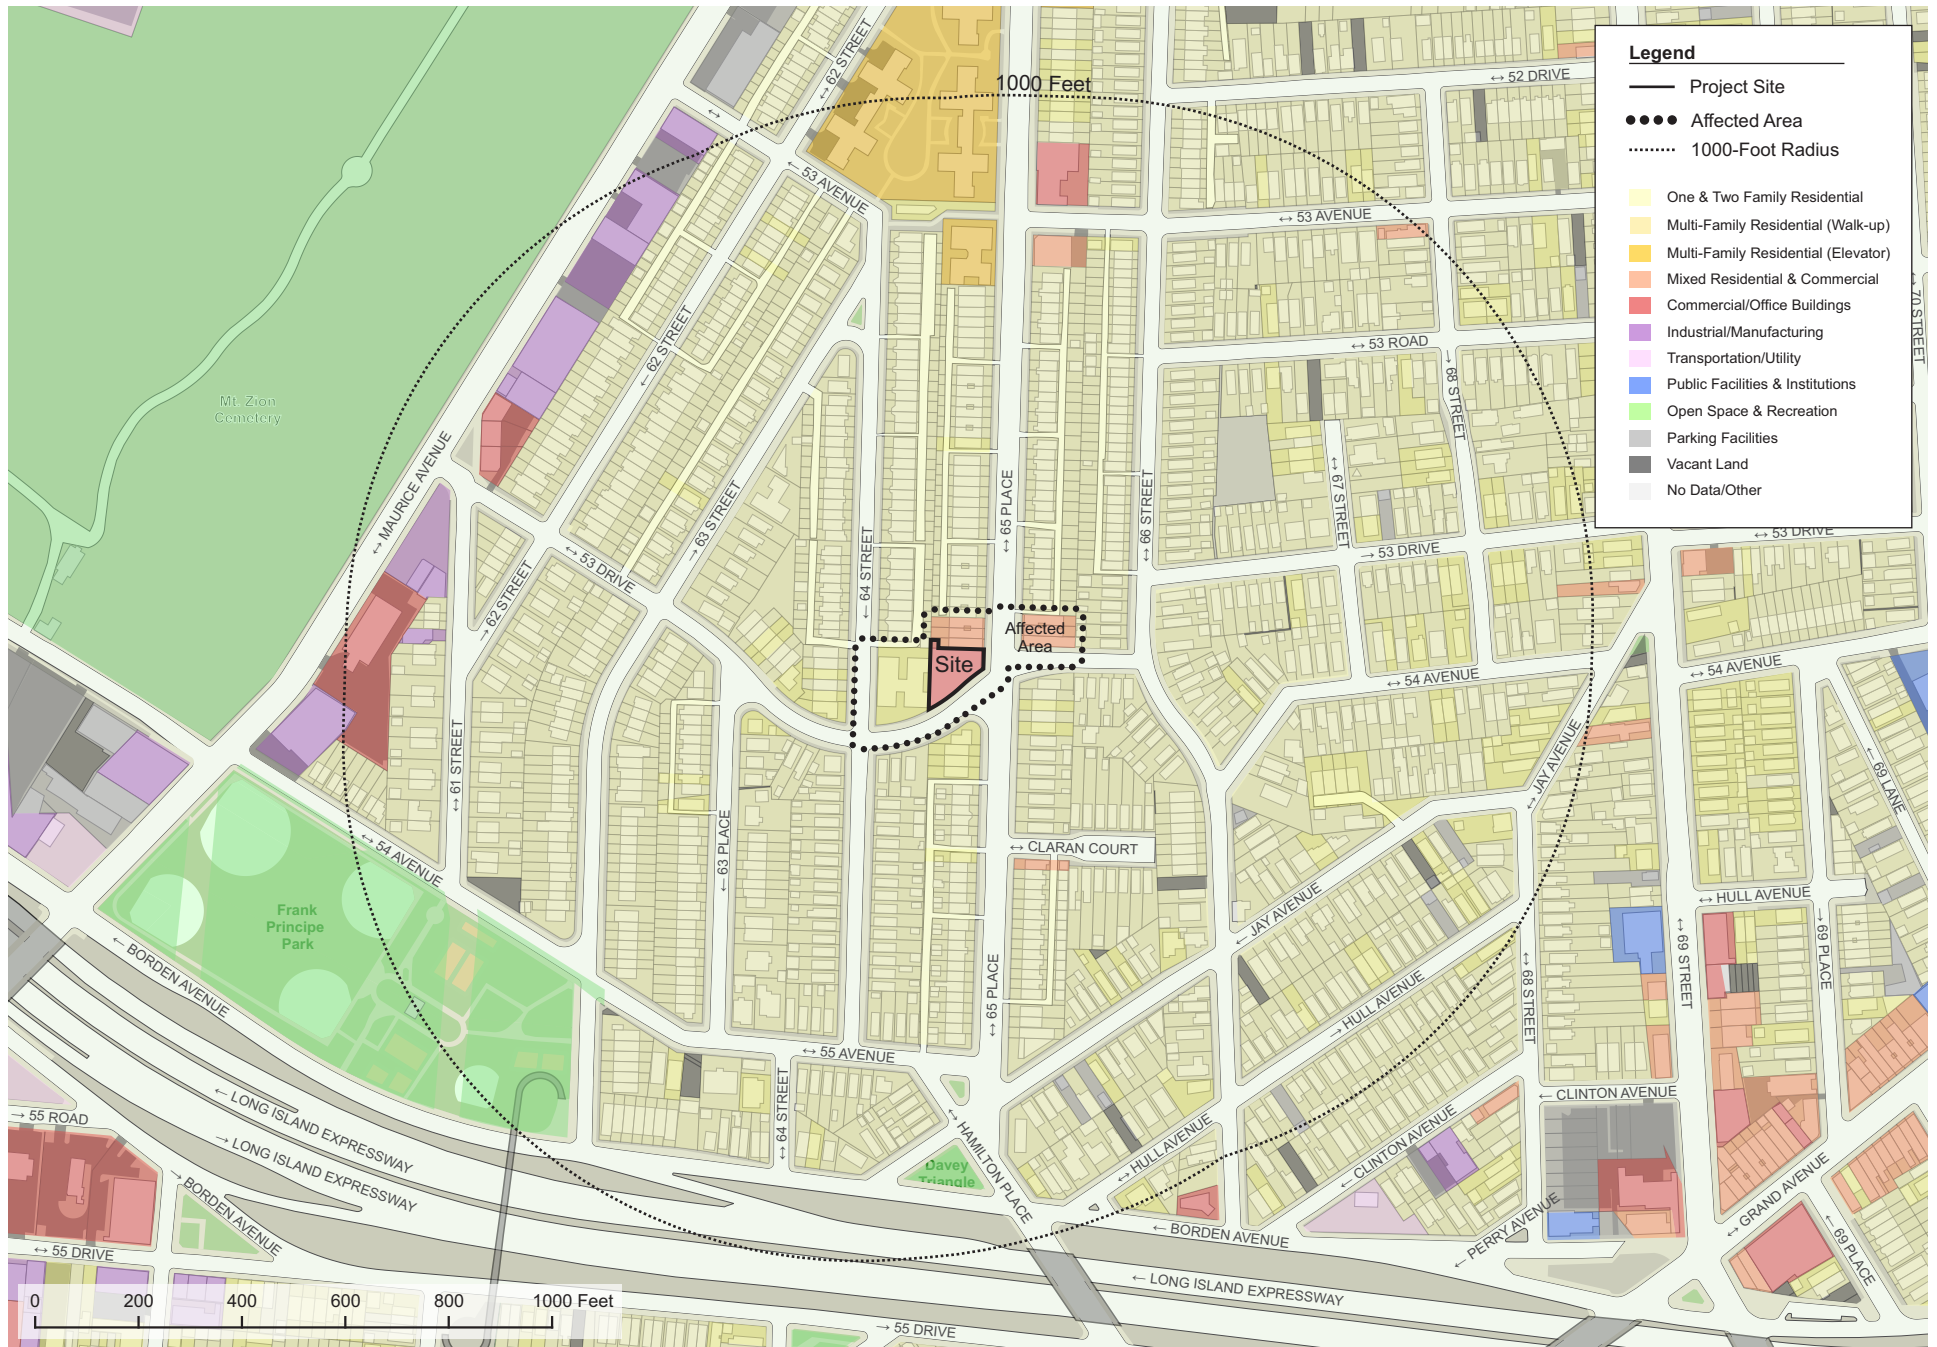 1000 Feet
Legend
Project Site
Affected Area
1000-Foot Radius
One & Two Family Residential
Multi-Family Residential (Walk-up)
Multi-Family Residential (Elevator)
Mixed Residential & Commercial
Commercial/Office Buildings
Industrial/Manufacturing
Transportation/Utility
Public Facilities & Institutions
Open Space & Recreation
Parking Facilities
Vacant Land
No Data/Other
← 62 STREET →
↔ 52 DRIVE
← 53 AVENUE
↔ 53 AVENUE
↔ 70 STREET
← 62 STREET
↔ 53 ROAD
← 68 STREET
Mt. Zion
Cemetery
↔ MAURICE AVENUE
→ 63 STREET
← 64 STREET
↔ 65 PLACE
↔ 66 STREET
↔ 67 STREET
→ 53 DRIVE
↔ 53 DRIVE
↔ 53 DRIVE
→ 62 STREET
Affected
Area
Site
↔ 54 AVENUE
↔ 54 AVENUE
↔ 61 STREET
← JAY AVENUE
← 69 LANE
← 63 PLACE
↔ CLARAN COURT
↔ 54 AVENUE
← JAY AVENUE
↔ HULL AVENUE
Frank
Principe
Park
← BORDEN AVENUE
↔ 65 PLACE
→ HULL AVENUE
↔ 68 STREET
↔ 69 STREET
→ 69 PLACE
↔ 55 AVENUE
↔ 64 STREET
← LONG ISLAND EXPRESSWAY
→ LONG ISLAND EXPRESSWAY
→ 55 ROAD
↔ HAMILTON PLACE
← CLINTON AVENUE
← CLINTON AVENUE
↔ HULL AVENUE
Davey
Triangle
→ BORDEN AVENUE
← BORDEN AVENUE
← PERRY AVENUE
↔ GRAND AVENUE
← 69 PLACE
↔ 55 DRIVE
← LONG ISLAND EXPRESSWAY
→ 55 DRIVE
0 200 400 600 800 1000 Feet